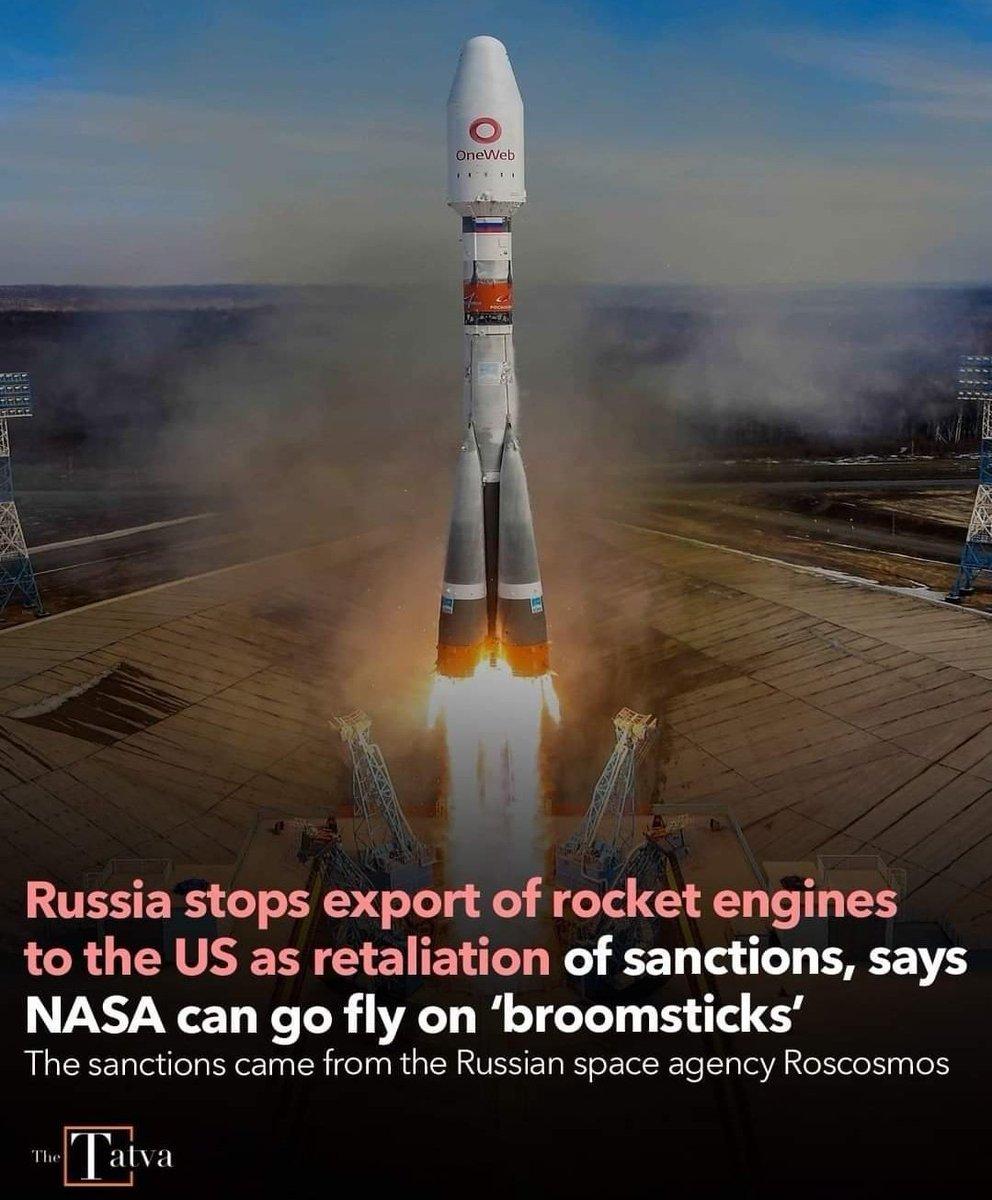 OneWeb
Russia stops export of rocket engines
to the US as retaliation of sanctions, says
NASA can go fly on ‘broomsticks’
The sanctions came from the Russian space agency Roscosmos
The Tatva